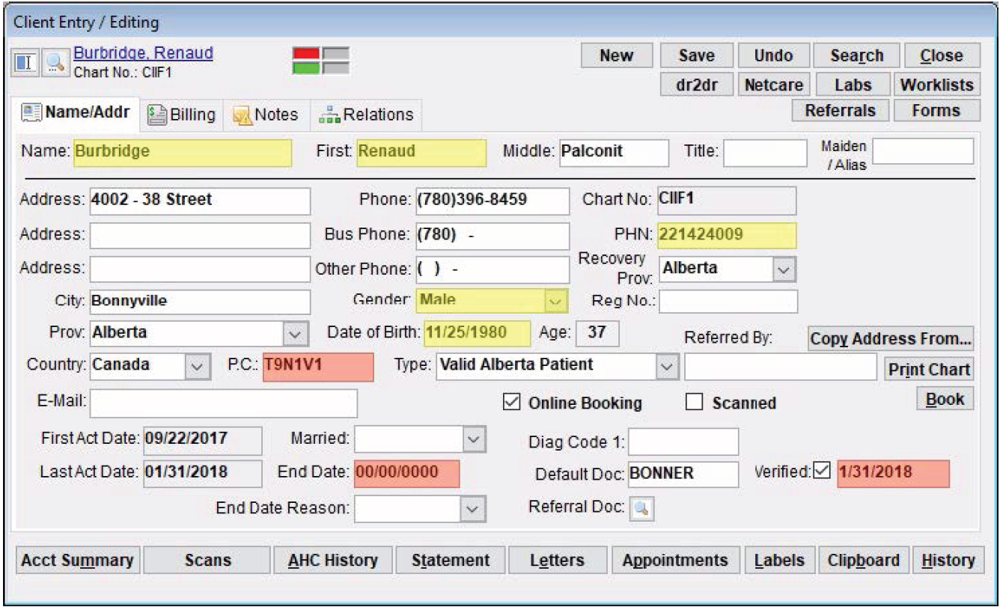 Client Entry / Editing
Burbridge, Renaud
Chart No.: CIIF1
New Save Undo Search Close
dr2dr Netcare Labs Worklists
Referrals Forms
Name/Addr Billing Notes Relations
Name: Burbridge First: Renaud Middle: Palconit Title: Maiden / Alias
Address: 4002 - 38 Street Phone: (780)396-8459 Chart No: CIIF1
Address: Bus Phone: (780) - PHN: 221424009
Address: Other Phone: ( ) - Recovery Prov: Alberta
City: Bonnyville Gender: Male Reg No.:
Prov: Alberta Date of Birth: 11/25/1980 Age: 37 Referred By: Copy Address From...
Country: Canada P.C.: T9N1V1 Type: Valid Alberta Patient Print Chart
E-Mail: Online Booking Scanned Book
First Act Date: 09/22/2017 Married: Diag Code 1:
Last Act Date: 01/31/2018 End Date: 00/00/0000 Default Doc: BONNER Verified: 1/31/2018
End Date Reason: Referral Doc:
Acct Summary Scans AHC History Statement Letters Appointments Labels Clipboard History